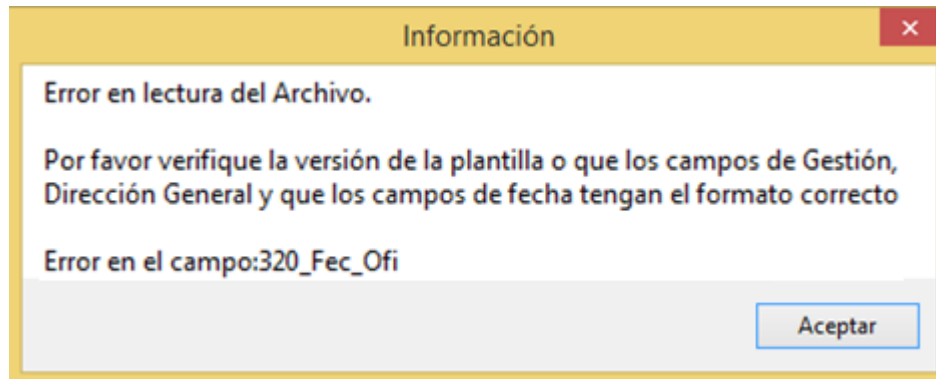 Información
Error en lectura del Archivo.
Por favor verifique la versión de la plantilla o que los campos de Gestión,
Dirección General y que los campos de fecha tengan el formato correcto
Error en el campo:320_Fec_Ofi
Aceptar